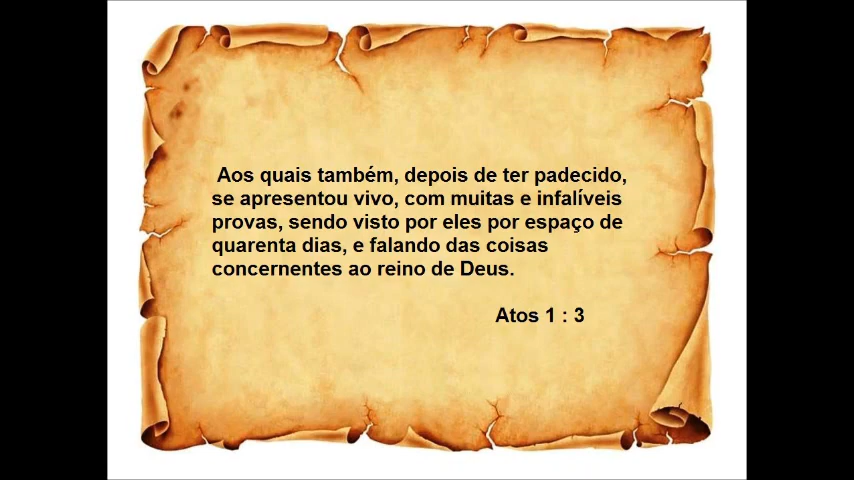 Aos quais também, depois de ter padecido,
se apresentou vivo, com muitas e infalíveis
provas, sendo visto por eles por espaço de
quarenta dias, e falando das coisas
concernentes ao reino de Deus.
Atos 1 : 3